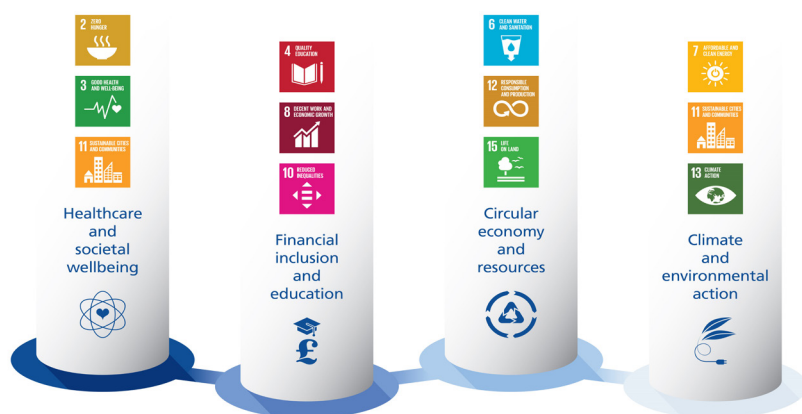 2 ZERO
HUNGER
3 GOOD HEALTH
AND WELL-BEING
11 SUSTAINABLE CITIES
AND COMMUNITIES
Healthcare
and
societal
wellbeing
4 QUALITY
EDUCATION
8 DECENT WORK AND
ECONOMIC GROWTH
10 REDUCED
INEQUALITIES
Financial
inclusion
and
education
£
6 CLEAN WATER
AND SANITATION
12 RESPONSIBLE
CONSUMPTION
AND PRODUCTION
15 LIFE
ON LAND
Circular
economy
and
resources
7 AFFORDABLE AND
CLEAN ENERGY
11 SUSTAINABLE CITIES
AND COMMUNITIES
13 CLIMATE
ACTION
Climate
and
environmental
action